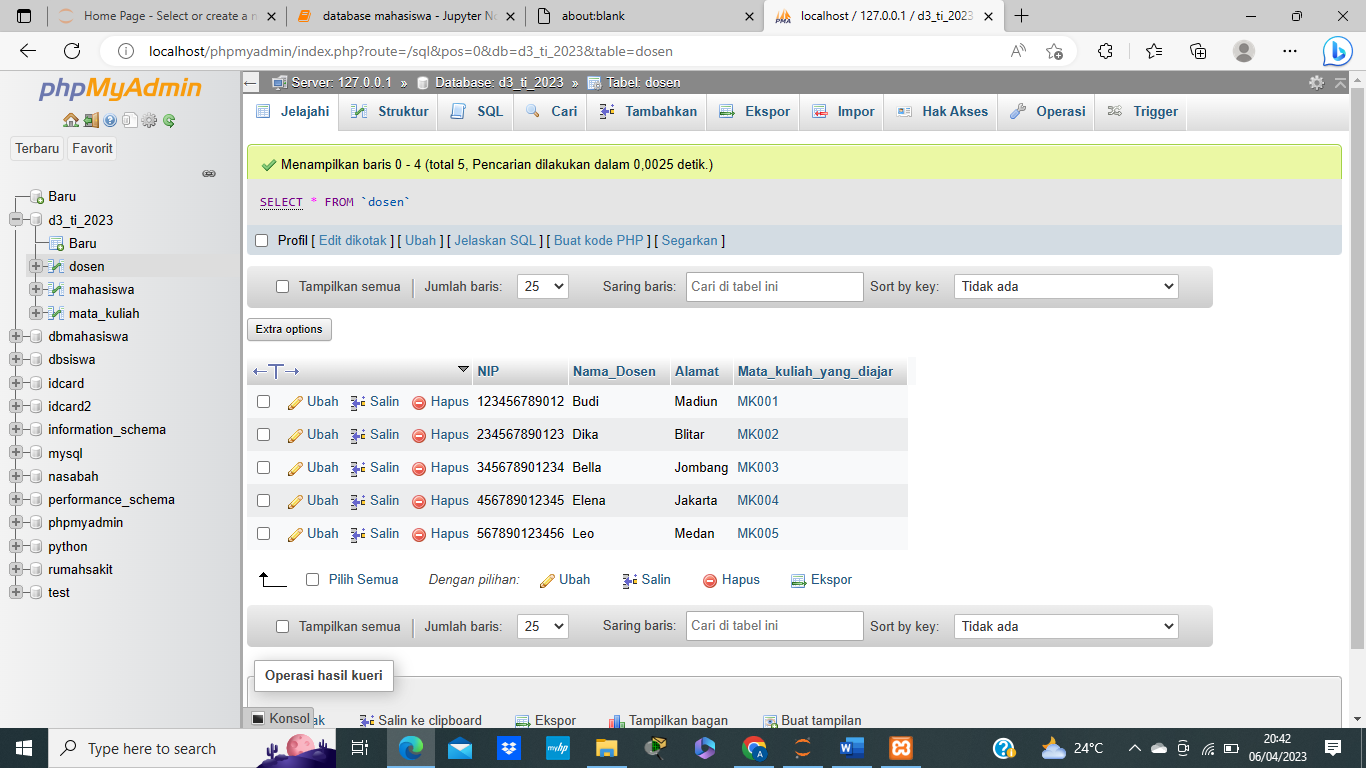 Home Page - Select or create a n
database mahasiswa - Jupyter No
about:blank
localhost / 127.0.0.1 / d3_ti_2023
localhost/phpmyadmin/index.php?route=/sql&pos=0&db=d3_ti_2023&table=dosen
phpMyAdmin
Terbaru Favorit
Baru
d3_ti_2023
Baru
dosen
mahasiswa
mata_kuliah
dbmahasiswa
dbsiswa
idcard
idcard2
information_schema
mysql
nasabah
performance_schema
phpmyadmin
python
rumahsakit
test
Server: 127.0.0.1 » Database: d3_ti_2023 » Tabel: dosen
Jelajahi Struktur SQL Cari Tambahkan Ekspor Impor Hak Akses Operasi Trigger
Menampilkan baris 0 - 4 (total 5, Pencarian dilakukan dalam 0,0025 detik.)
SELECT * FROM `dosen`
Profil [ Edit dikotak ] [ Ubah ] [ Jelaskan SQL ] [ Buat kode PHP ] [ Segarkan ]
Tampilkan semua Jumlah baris: 25 Saring baris: Cari di tabel ini Sort by key: Tidak ada
Extra options
NIP Nama_Dosen Alamat Mata_kuliah_yang_diajar
Ubah Salin Hapus 123456789012 Budi Madiun MK001
Ubah Salin Hapus 234567890123 Dika Blitar MK002
Ubah Salin Hapus 345678901234 Bella Jombang MK003
Ubah Salin Hapus 456789012345 Elena Jakarta MK004
Ubah Salin Hapus 567890123456 Leo Medan MK005
Pilih Semua Dengan pilihan: Ubah Salin Hapus Ekspor
Tampilkan semua Jumlah baris: 25 Saring baris: Cari di tabel ini Sort by key: Tidak ada
Operasi hasil kueri
Konsol ak Salin ke clipboard Ekspor Tampilkan bagan Buat tampilan
Type here to search
24°C
20:42
06/04/2023